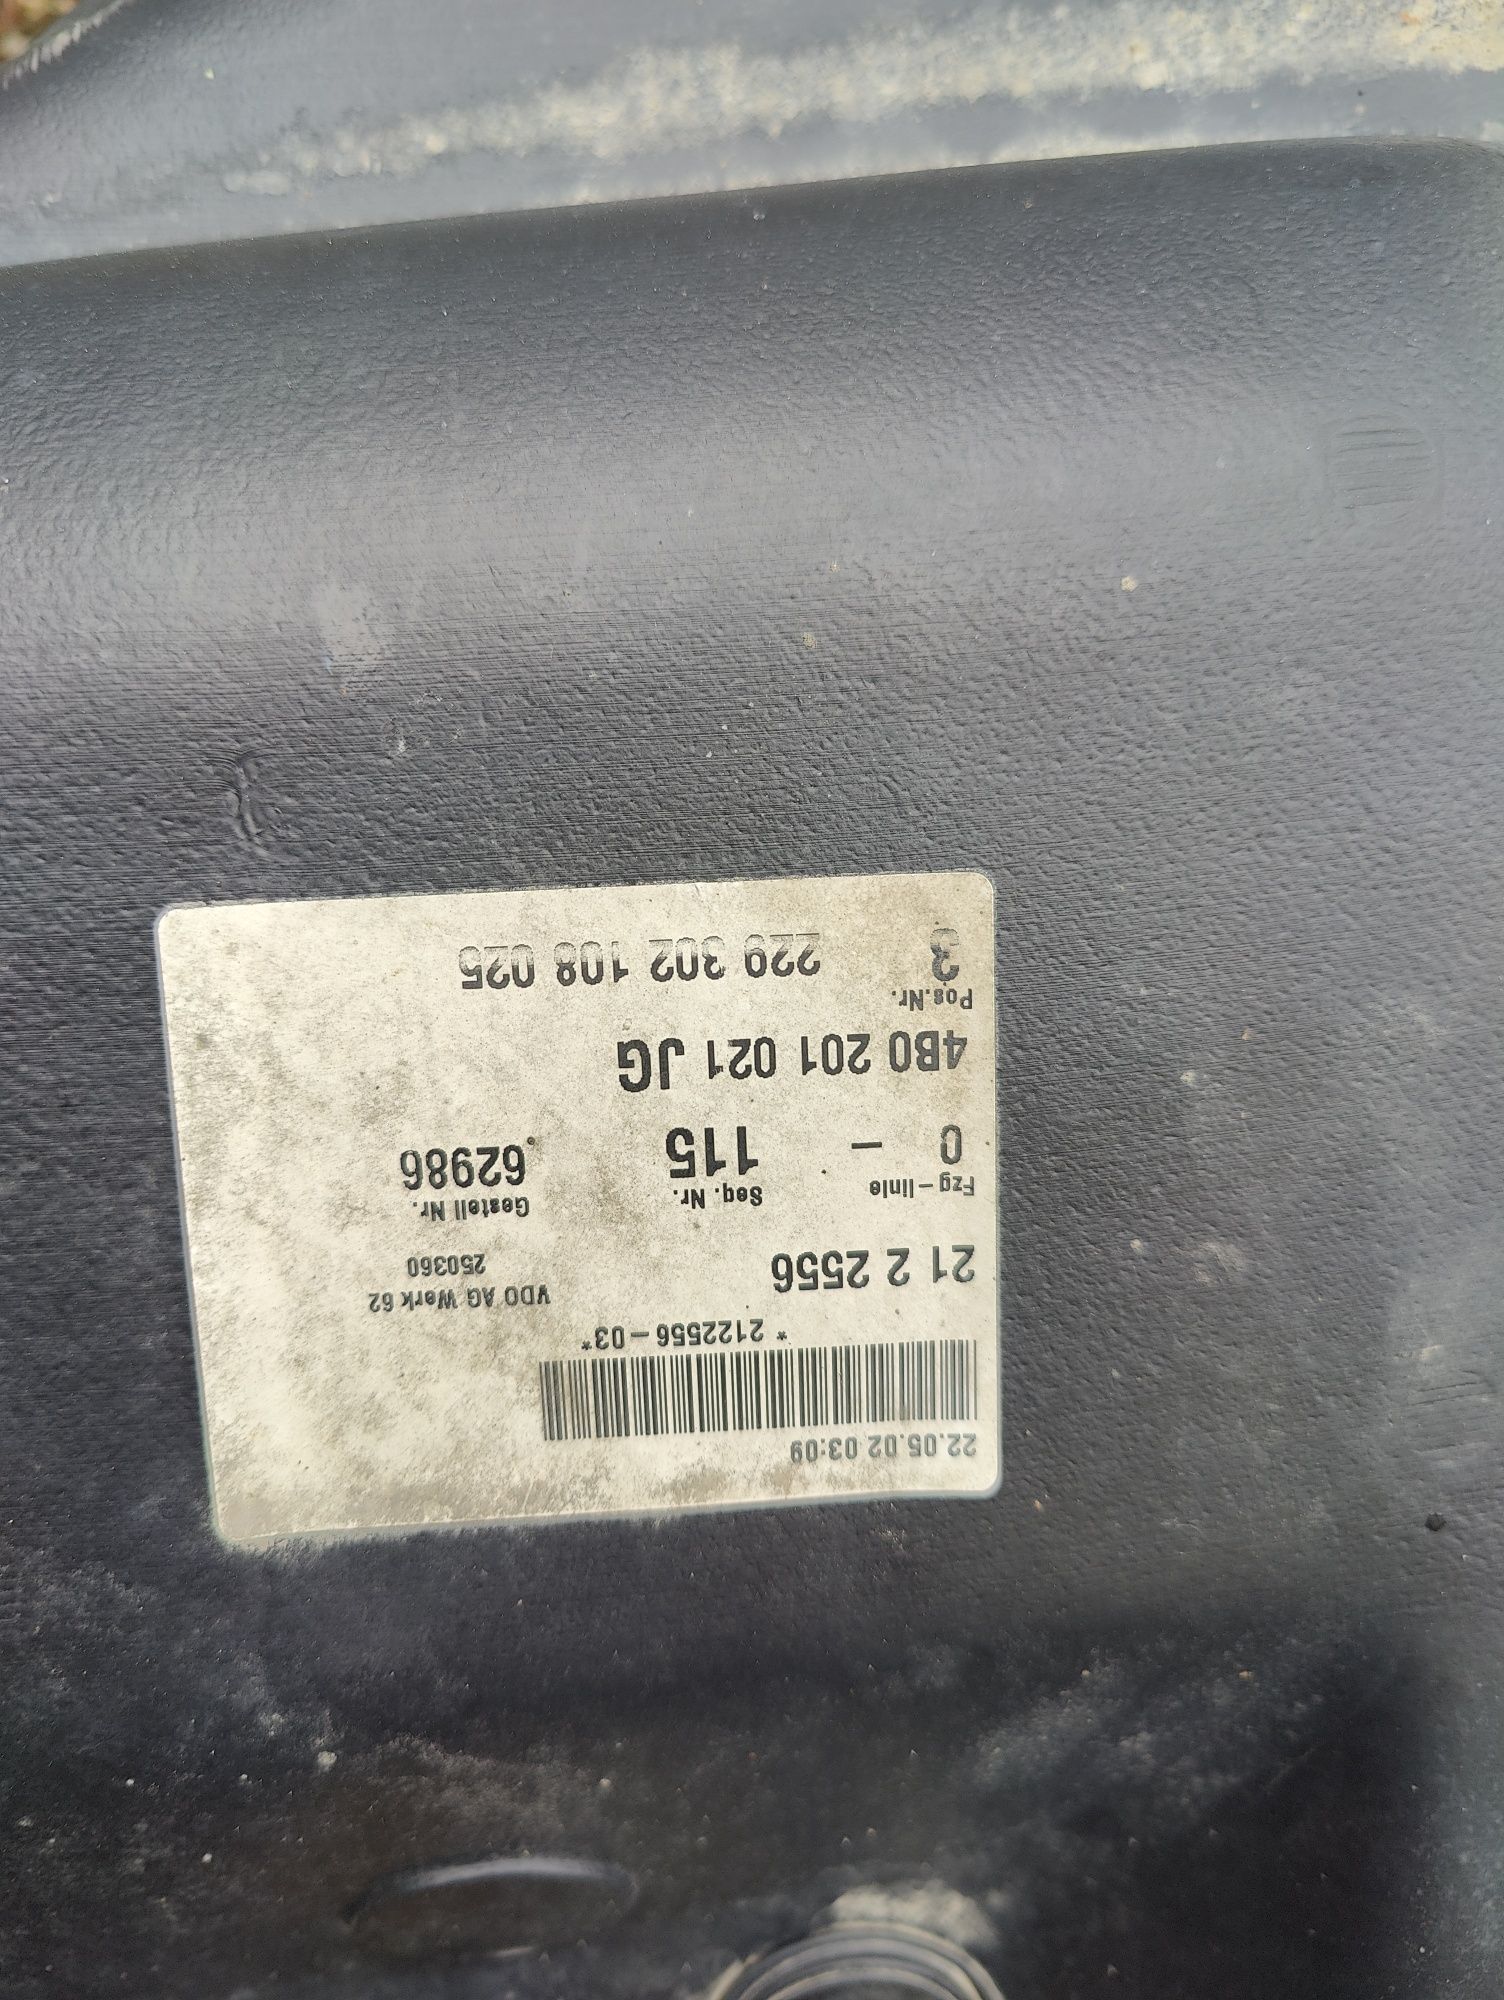 22.05.02 03:09
* 2122556-03*
21 2 2556 VDO AG Werk 62
250360
Fzg-linie Seq. Nr. Gestell Nr.
0 - 115 62986
4B0 201 021 JG
Pos.Nr.
3 229 302 108 025